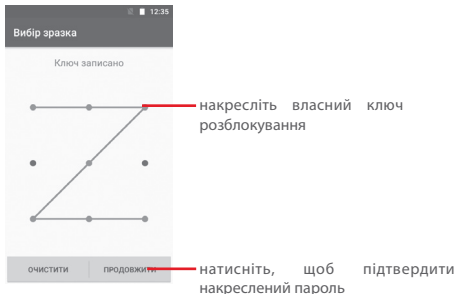 12:35
Вибір зразка
Ключ записано
накресліть власний ключ
розблокування
ОЧИСТИТИ
ПРОДОВЖИТИ
натисніть, щоб підтвердити
накреслений пароль